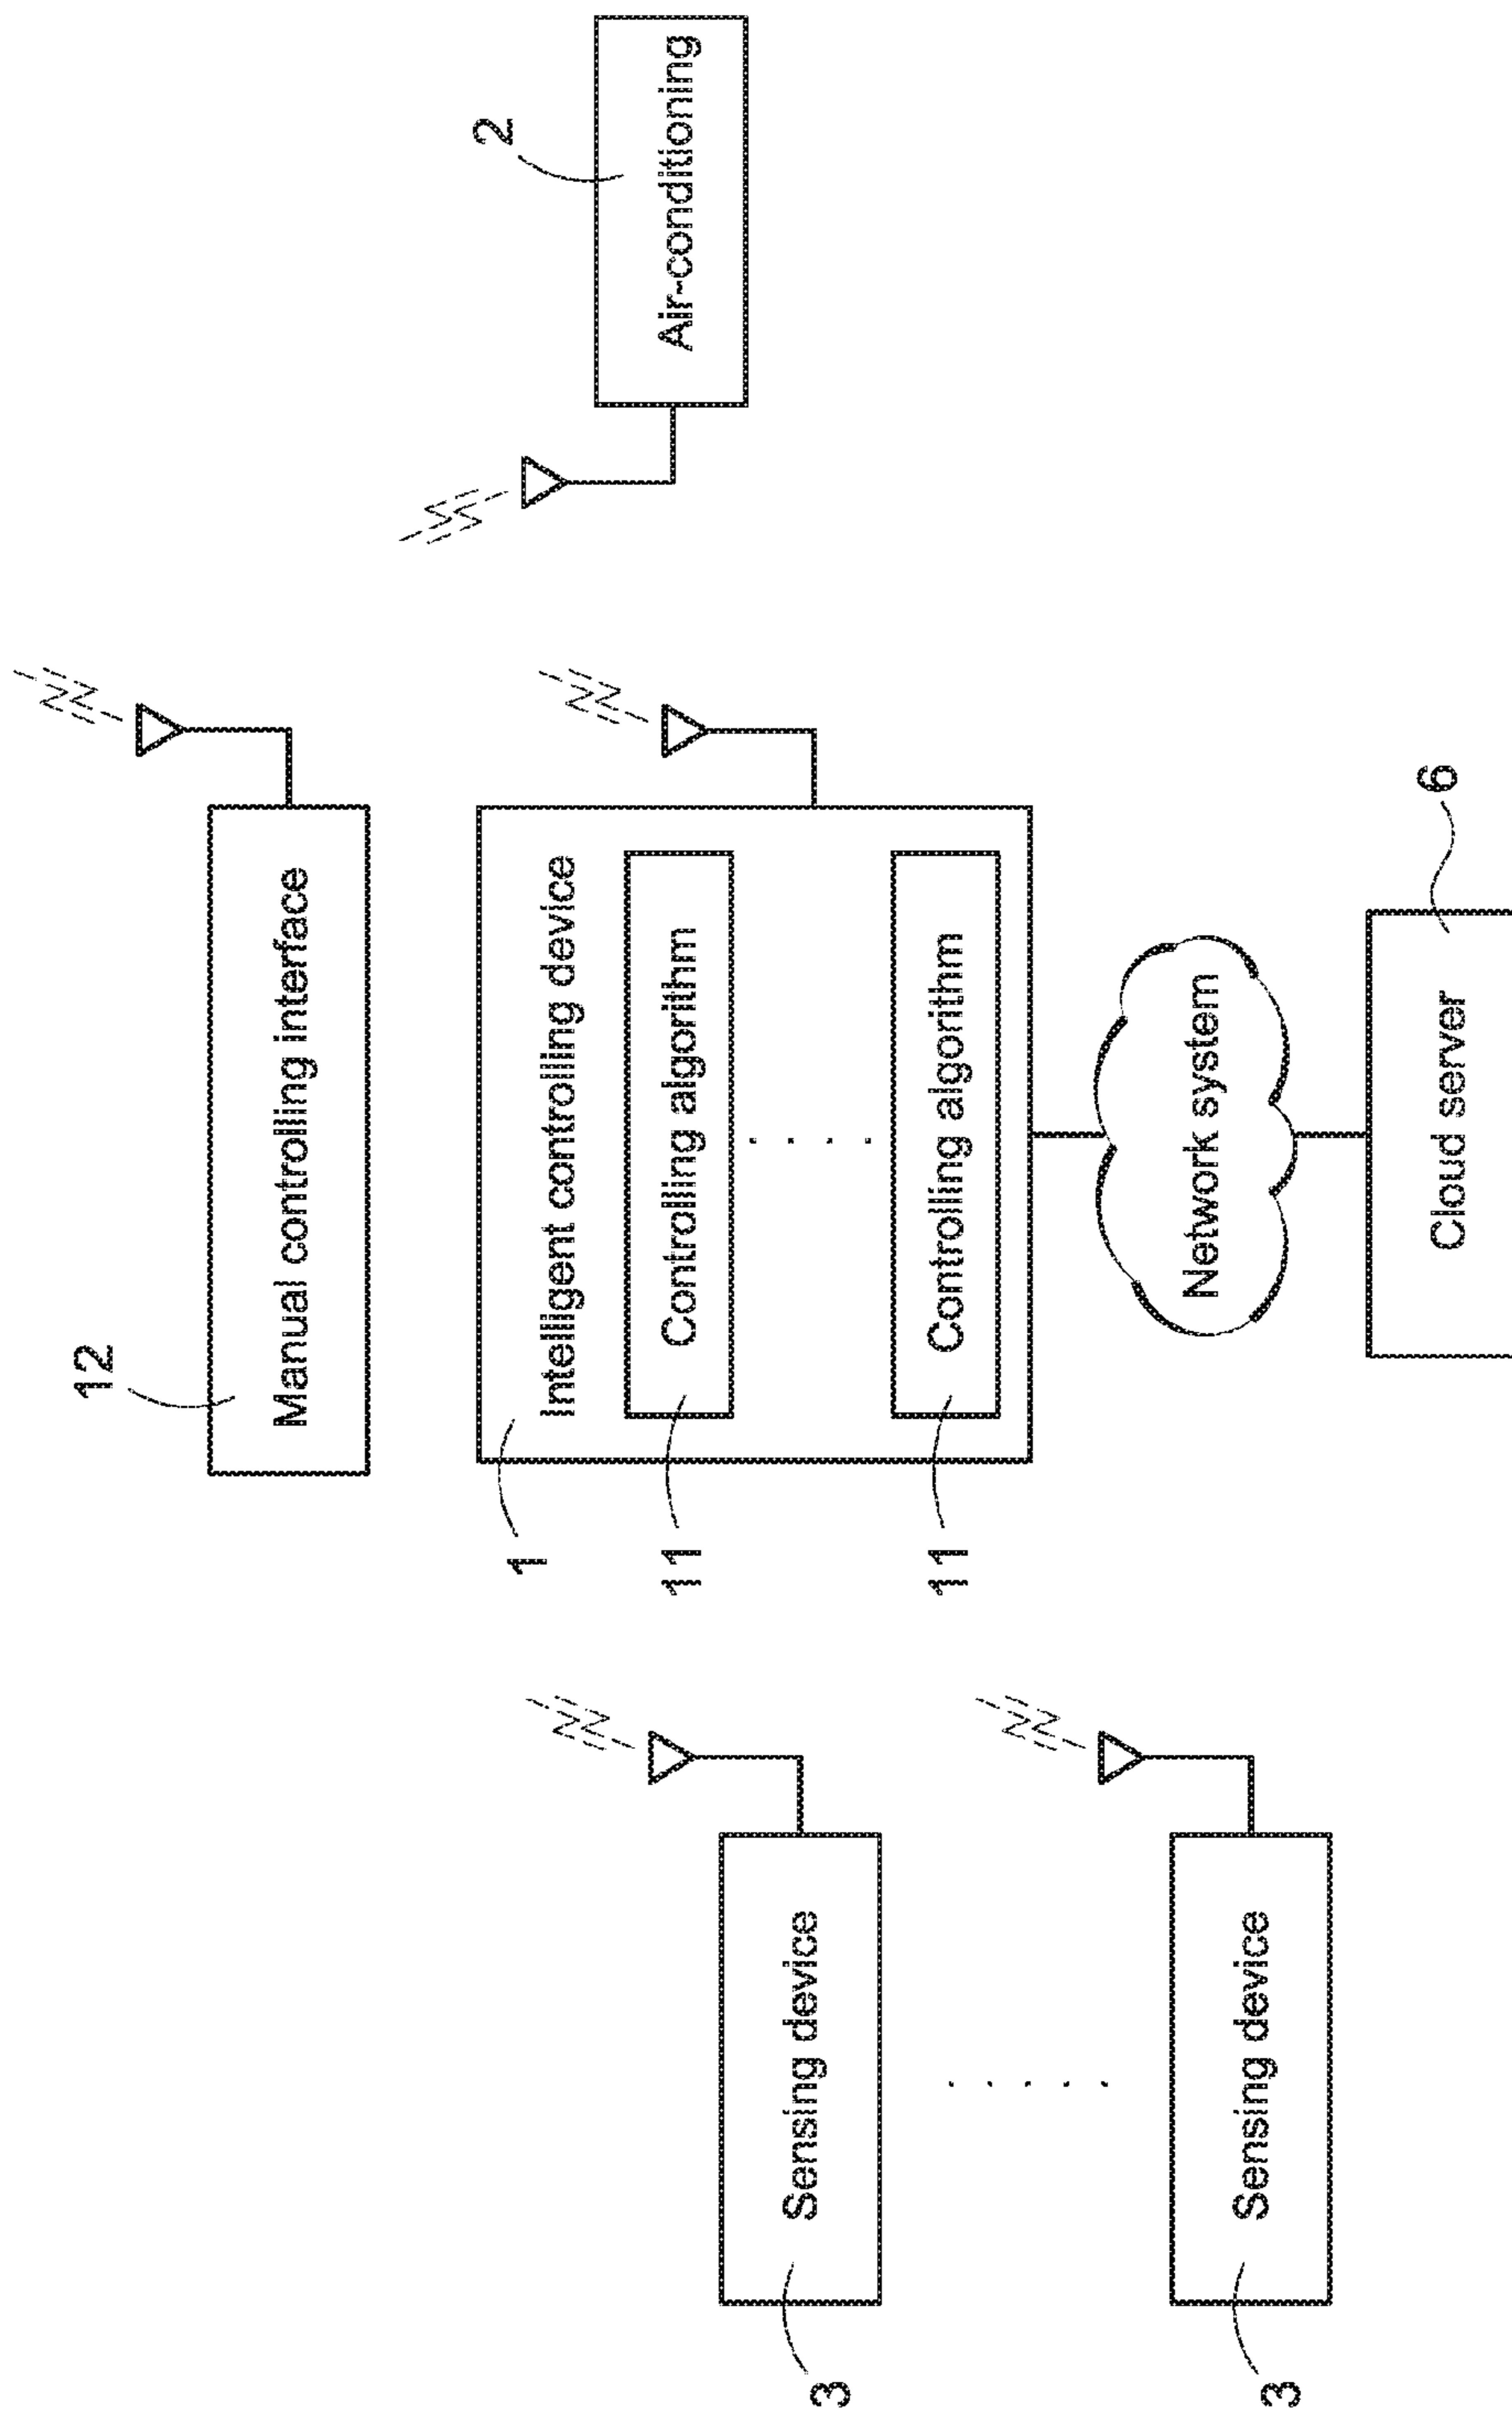 12
Manual controlling interface
1
Intelligent controlling device
11
Controlling algorithm
. . . .
11
Controlling algorithm
Network system
Cloud server
6
3
Sensing device
. . . . .
3
Sensing device
2
Air-conditioning